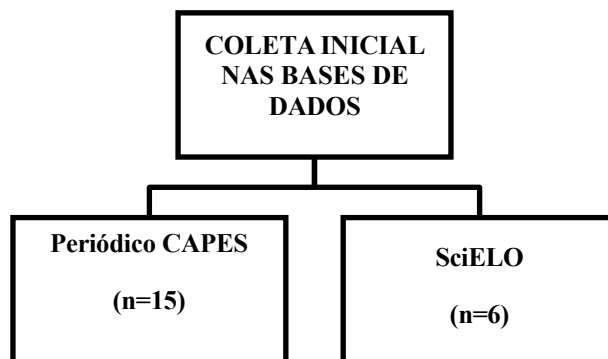 COLETA INICIAL
NAS BASES DE
DADOS
Periódico CAPES
(n=15)
SciELO
(n=6)